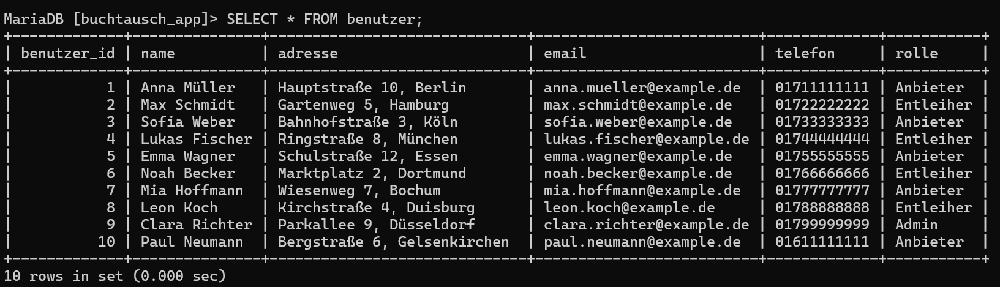 MariaDB [buchtausch_app]> SELECT * FROM benutzer;
+--------------+---------------+------------------------------+--------------------------+-------------+-----------+
| benutzer_id | name          | adresse                      | email                    | telefon     | rolle     |
+--------------+---------------+------------------------------+--------------------------+-------------+-----------+
|           1 | Anna Müller   | Hauptstraße 10, Berlin       | anna.mueller@example.de  | 01711111111 | Anbieter  |
|           2 | Max Schmidt   | Gartenweg 5, Hamburg         | max.schmidt@example.de   | 01722222222 | Entleiher |
|           3 | Sofia Weber   | Bahnhofstraße 3, Köln        | sofia.weber@example.de   | 01733333333 | Anbieter  |
|           4 | Lukas Fischer | Ringstraße 8, München        | lukas.fischer@example.de | 01744444444 | Entleiher |
|           5 | Emma Wagner   | Schulstraße 12, Essen        | emma.wagner@example.de   | 01755555555 | Anbieter  |
|           6 | Noah Becker   | Marktplatz 2, Dortmund       | noah.becker@example.de   | 01766666666 | Entleiher |
|           7 | Mia Hoffmann  | Wiesenweg 7, Bochum          | mia.hoffmann@example.de  | 01777777777 | Anbieter  |
|           8 | Leon Koch     | Kirchstraße 4, Duisburg      | leon.koch@example.de     | 01788888888 | Entleiher |
|           9 | Clara Richter | Parkallee 9, Düsseldorf      | clara.richter@example.de | 01799999999 | Admin     |
|          10 | Paul Neumann  | Bergstraße 6, Gelsenkirchen  | paul.neumann@example.de  | 01611111111 | Anbieter  |
+--------------+---------------+------------------------------+--------------------------+-------------+-----------+
10 rows in set (0.000 sec)